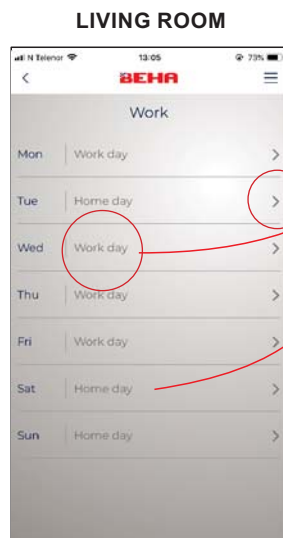 LIVING ROOM
N Telenor 13:05 73%
BEHA
Work
Mon Work day
Tue Home day
Wed Work day
Thu Work day
Fri Work day
Sat Home day
Sun Home day